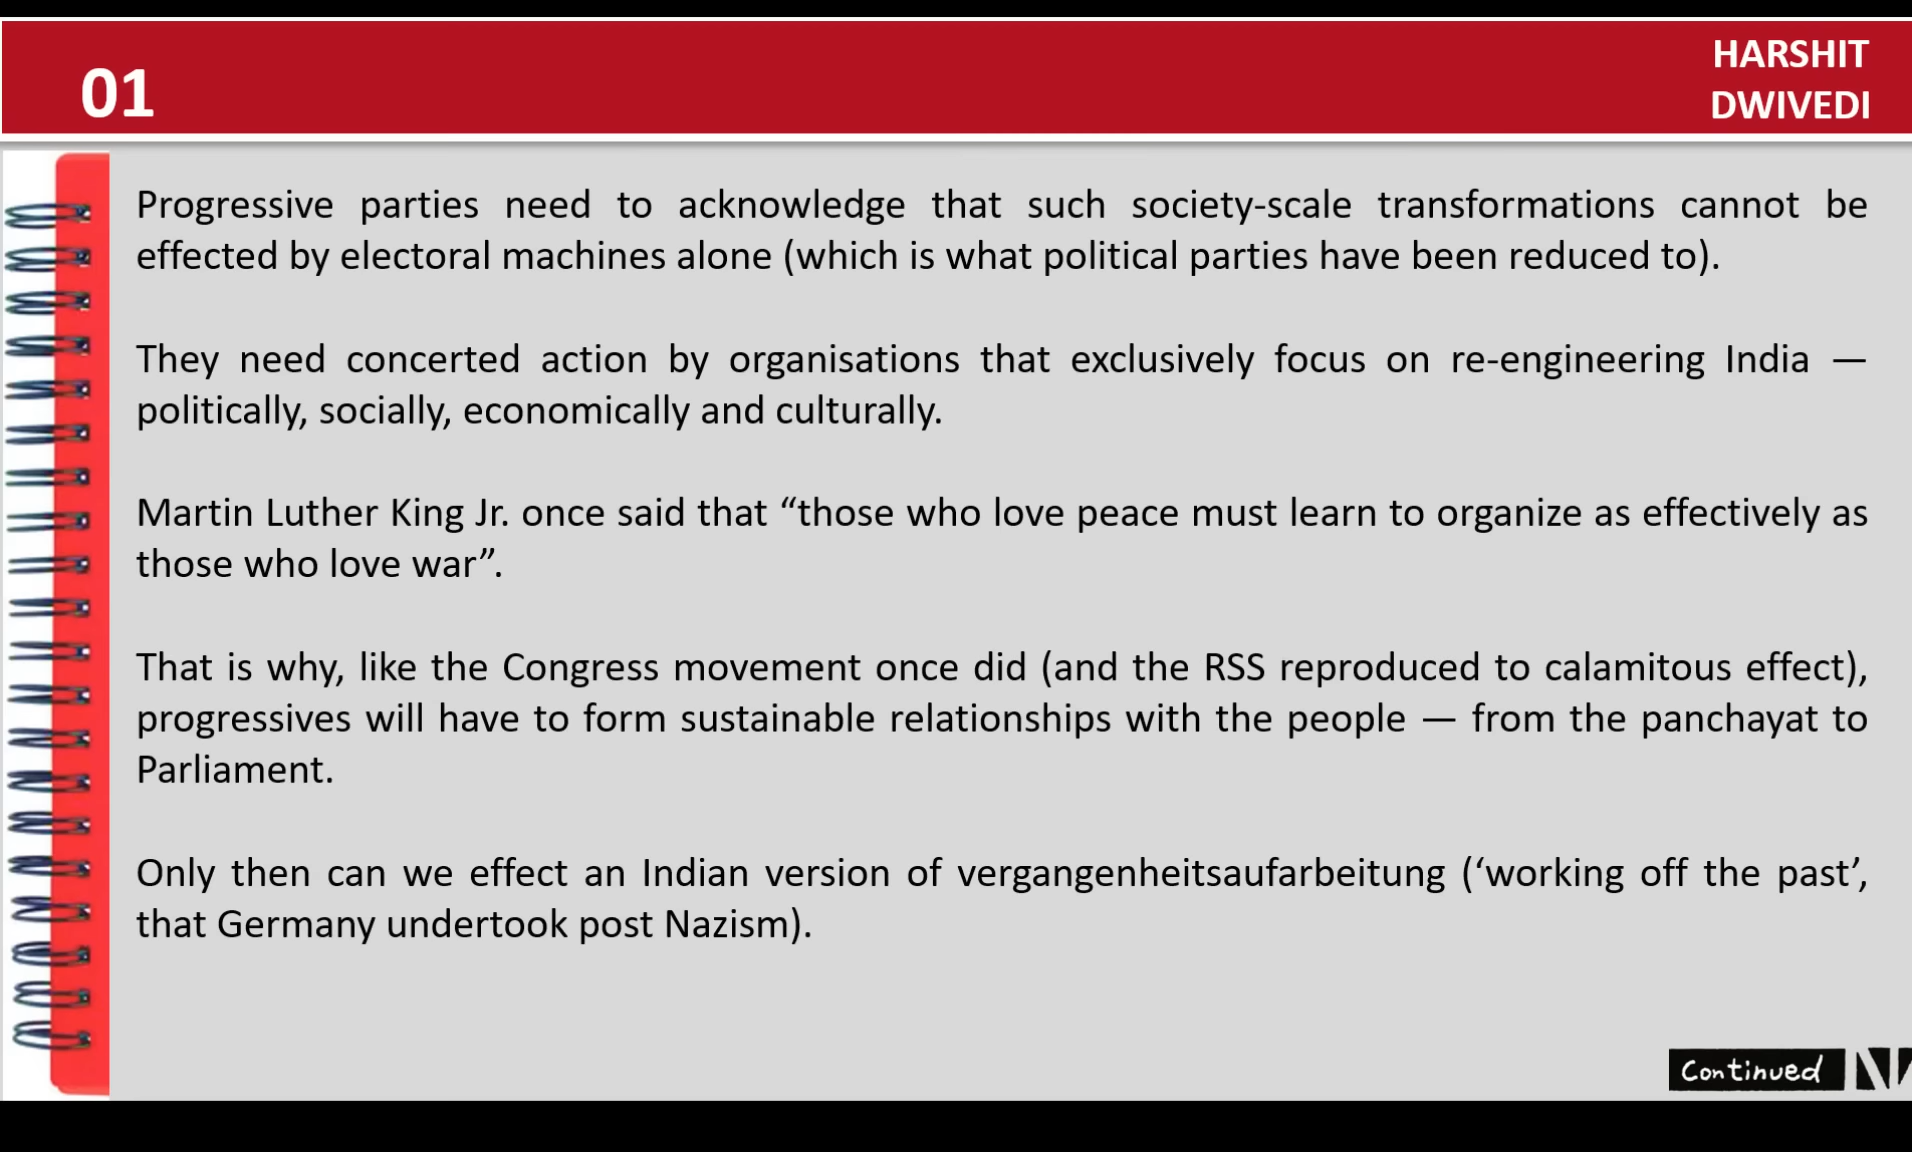 01
HARSHIT
DWIVEDI
Progressive parties need to acknowledge that such society-scale transformations cannot be
effected by electoral machines alone (which is what political parties have been reduced to).
They need concerted action by organisations that exclusively focus on re-engineering India —
politically, socially, economically and culturally.
Martin Luther King Jr. once said that “those who love peace must learn to organize as effectively as
those who love war”.
That is why, like the Congress movement once did (and the RSS reproduced to calamitous effect),
progressives will have to form sustainable relationships with the people — from the panchayat to
Parliament.
Only then can we effect an Indian version of vergangenheitsaufarbeitung (‘working off the past’,
that Germany undertook post Nazism).
Continued